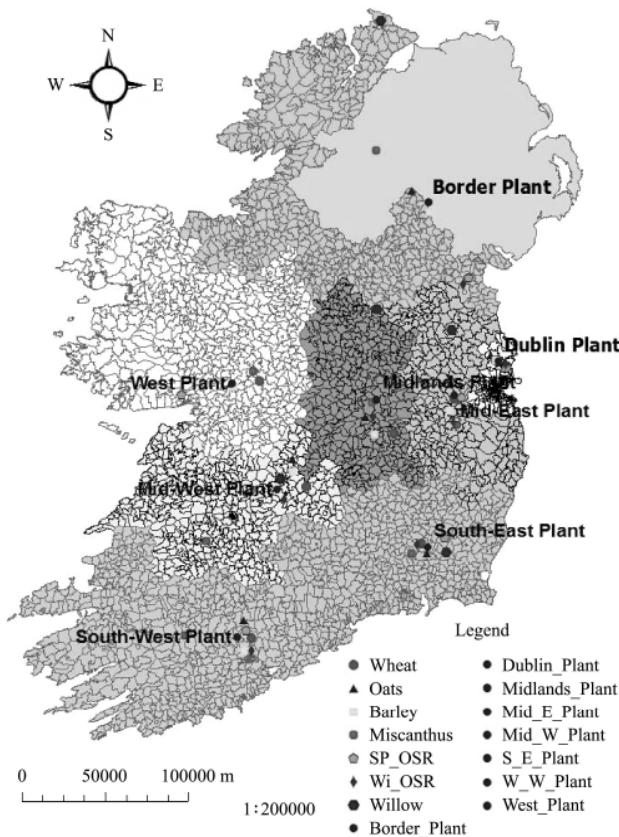 N
W E
S
Border Plant
Dublin Plant
West Plant
Midlands Plant
Mid-East Plant
Mid-West Plant
South-East Plant
South-West Plant
Legend
Wheat
Oats
Barley
Miscanthus
SP_OSR
Wi_OSR
Willow
Border_Plant
Dublin_Plant
Midlands_Plant
Mid_E_Plant
Mid_W_Plant
S_E_Plant
W_W_Plant
West_Plant
0 50000 100000 m
1:200000